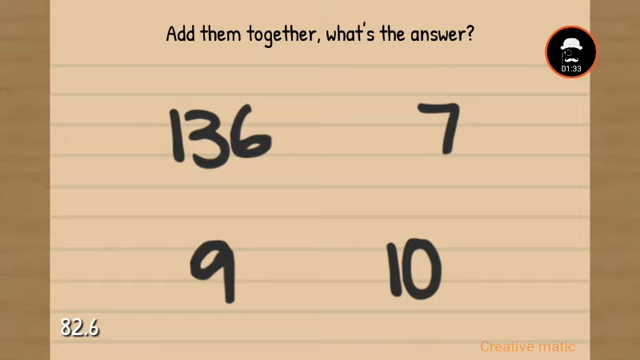 Add them together, what's the answer?
01:33
136 7
9 10
82.6
Creative matic